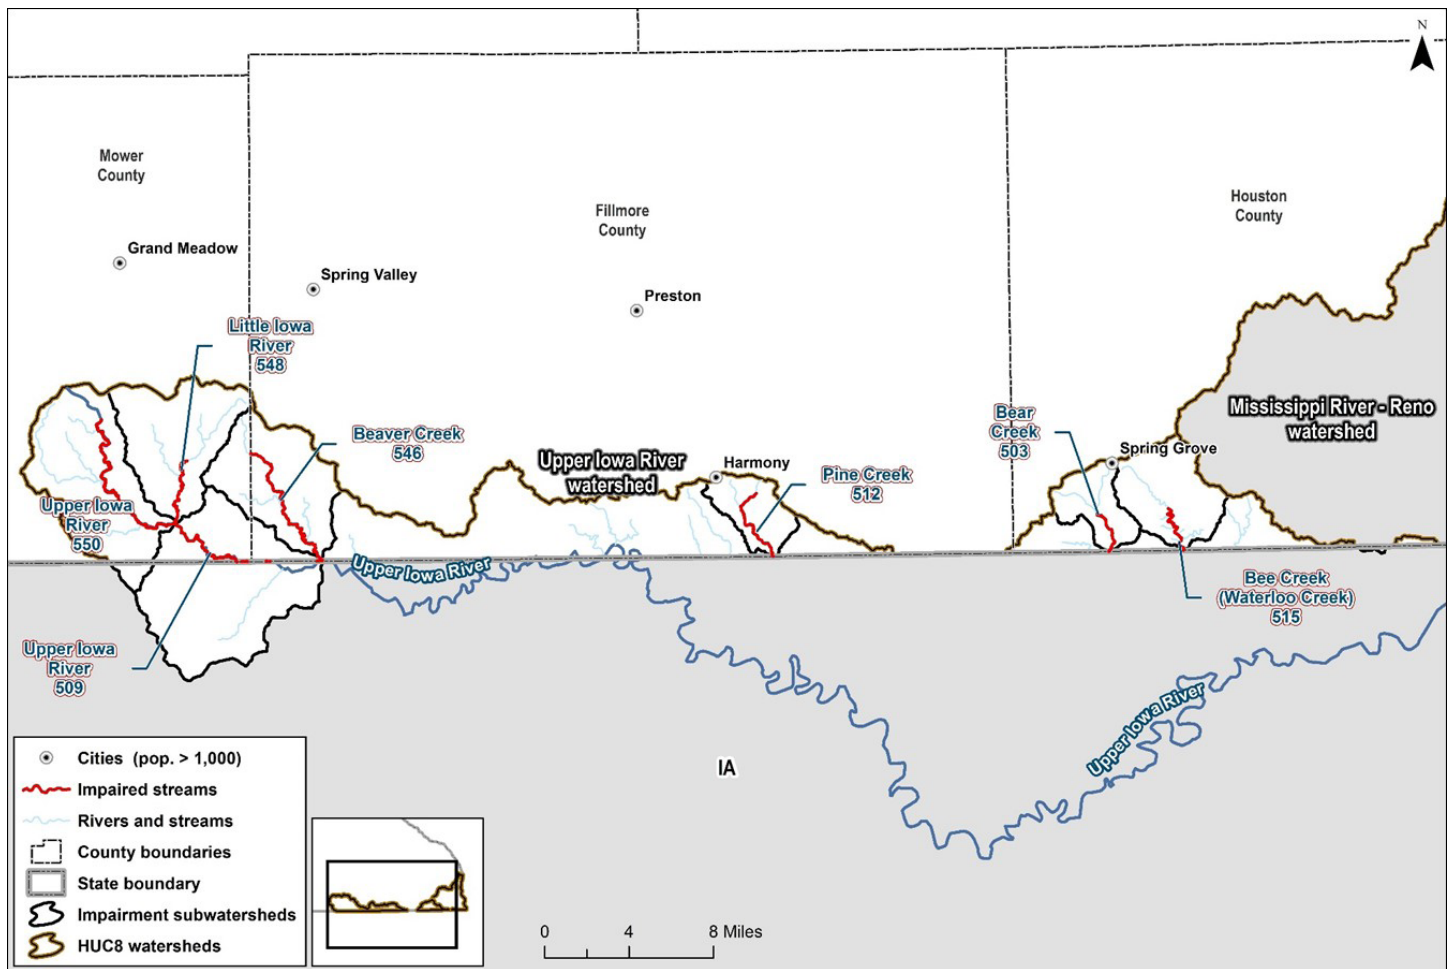 N
Mower
County
Fillmore
County
Houston
County
Grand Meadow
Spring Valley
Preston
Little Iowa
River
548
Beaver Creek
546
Upper Iowa River
watershed
Harmony
Pine Creek
512
Bear
Creek
503
Spring Grove
Mississippi River - Reno
watershed
Upper Iowa
River
550
Upper Iowa River
Bee Creek
(Waterloo Creek)
515
Upper Iowa
River
509
Upper Iowa River
IA
Cities (pop. > 1,000)
Impaired streams
Rivers and streams
County boundaries
State boundary
Impairment subwatersheds
HUC8 watersheds
0 4 8 Miles